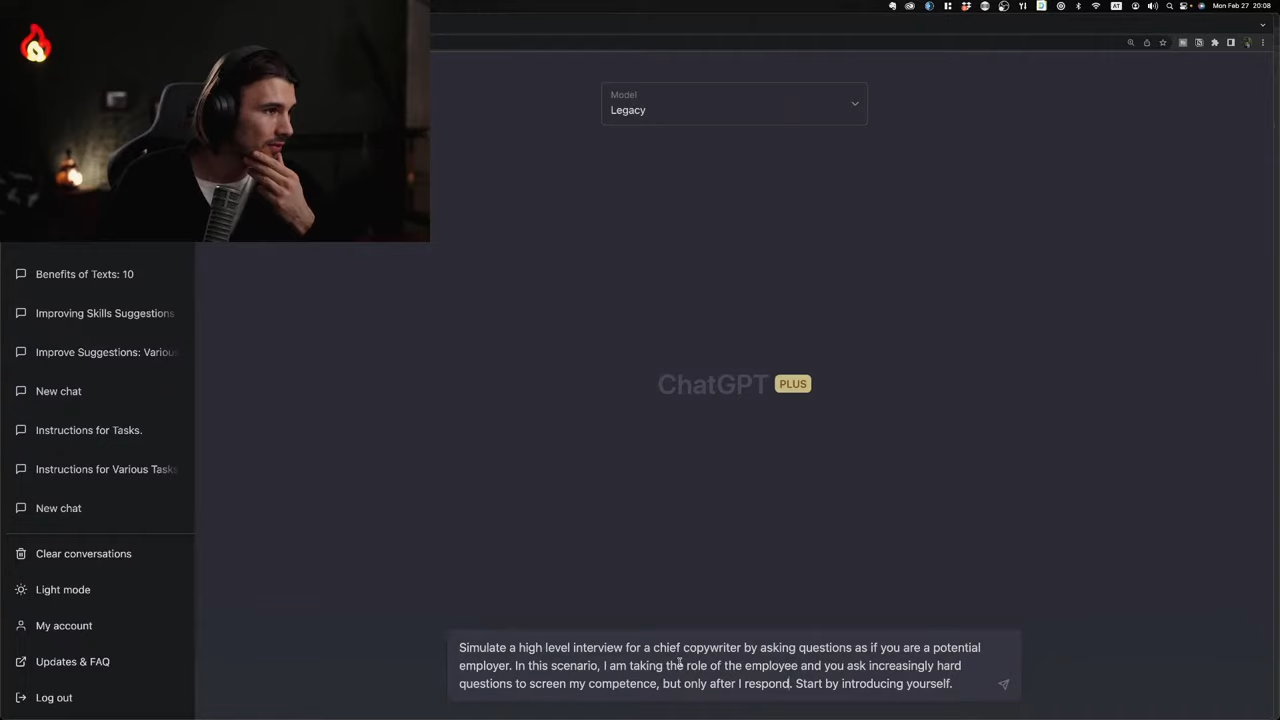 Mon Feb 27 20:08
Model
Legacy
Benefits of Texts: 10
Improving Skills Suggestions
Improve Suggestions: Various
New chat
Instructions for Tasks.
Instructions for Various Tasks
New chat
Clear conversations
Light mode
My account
Updates & FAQ
Log out
ChatGPT PLUS
Simulate a high level interview for a chief copywriter by asking questions as if you are a potential
employer. In this scenario, I am taking the role of the employee and you ask increasingly hard
questions to screen my competence, but only after I respond. Start by introducing yourself.